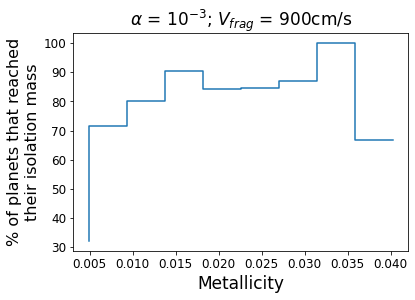 α = 10⁻³; V_frag = 900cm/s
% of planets that reached
their isolation mass
100
90
80
70
60
50
40
30
0.005 0.010 0.015 0.020 0.025 0.030 0.035 0.040
Metallicity